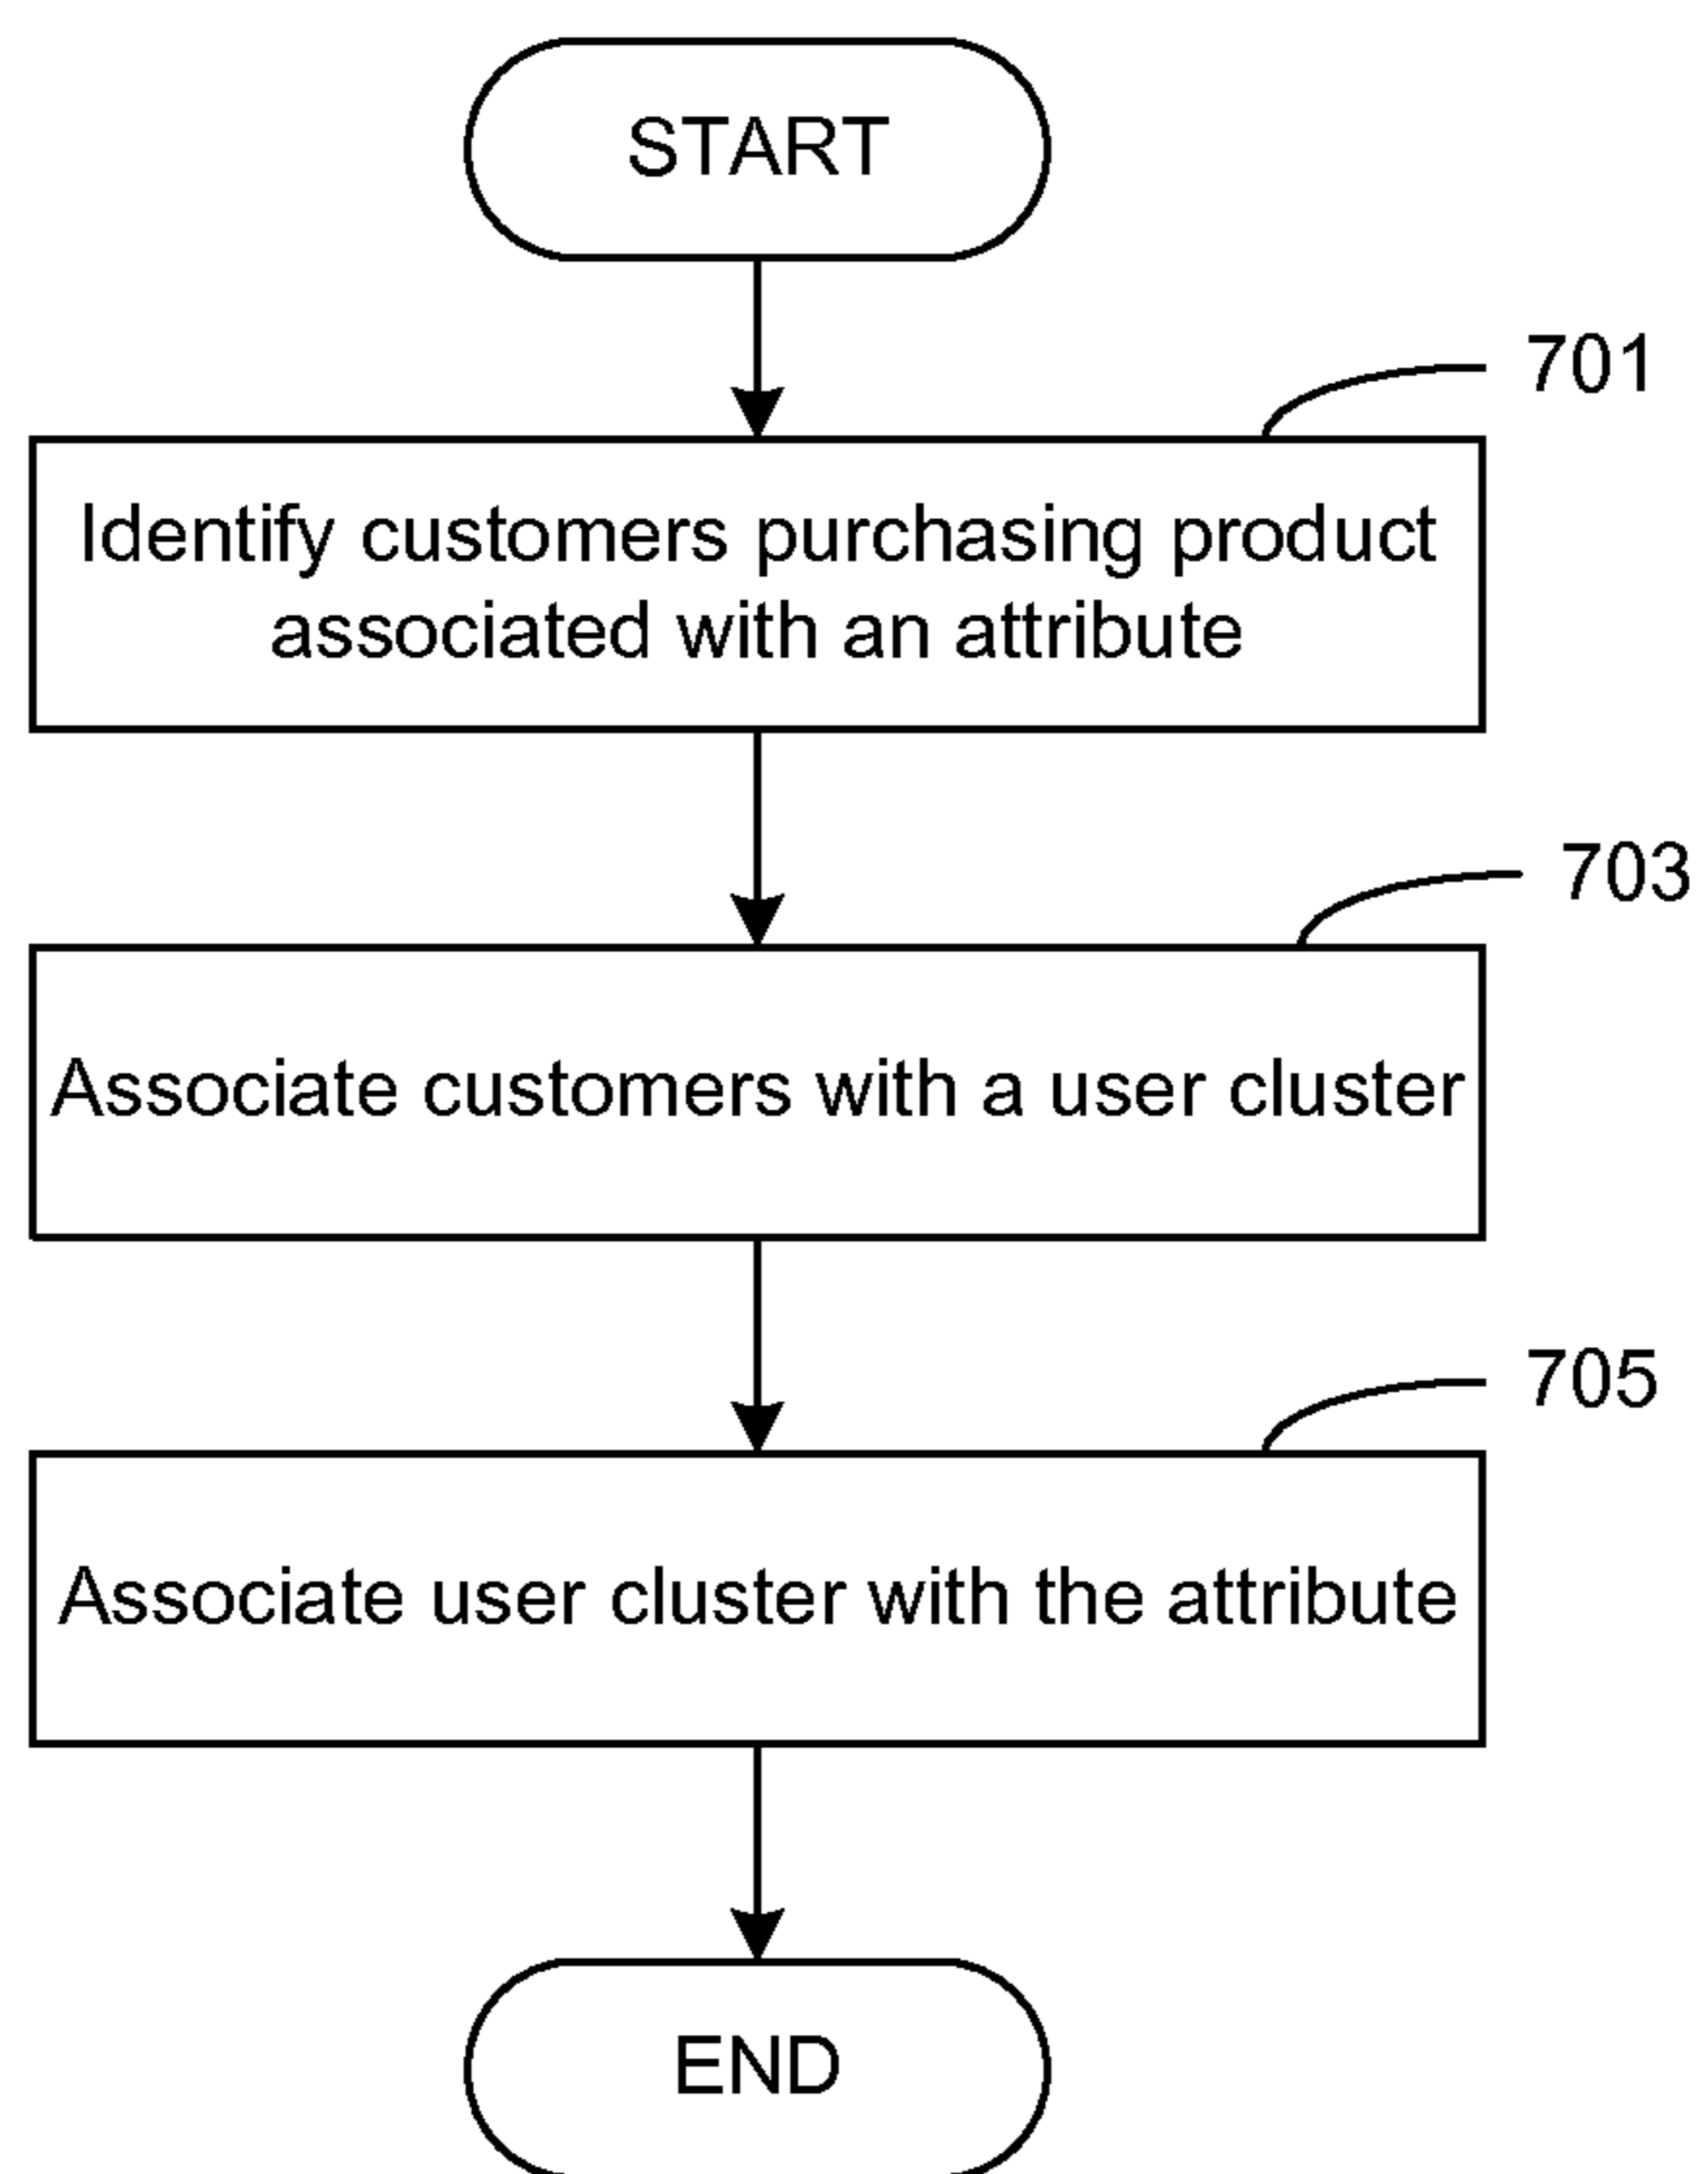 START
701
Identify customers purchasing product
associated with an attribute
703
Associate customers with a user cluster
705
Associate user cluster with the attribute
END